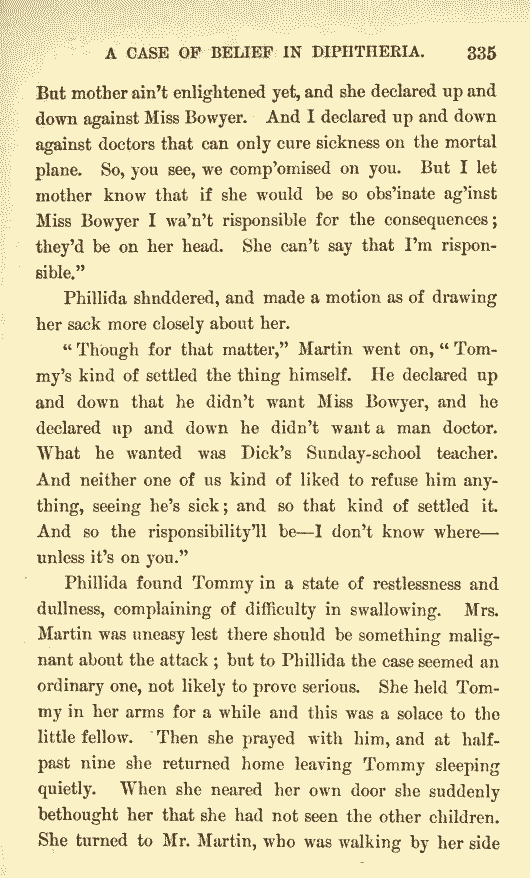 A CASE OF BELIEF IN DIPHTHERIA. 335
But mother ain't enlightened yet, and she declared up and
down against Miss Bowyer. And I declared up and down
against doctors that can only cure sickness on the mortal
plane. So, you see, we comp'omised on you. But I let
mother know that if she would be so obs'inate ag'inst
Miss Bowyer I wa'n't risponsible for the consequences;
they'd be on her head. She can't say that I'm rispon-
sible."
Phillida shnddered, and made a motion as of drawing
her sack more closely about her.
"Though for that matter," Martin went on, "Tom-
my's kind of settled the thing himself. He declared up
and down that he didn't want Miss Bowyer, and he
declared up and down he didn't want a man doctor.
What he wanted was Dick's Sunday-school teacher.
And neither one of us kind of liked to refuse him any-
thing, seeing he's sick; and so that kind of settled it.
And so the risponsibility'll be—I don't know where—
unless it's on you."
Phillida found Tommy in a state of restlessness and
dullness, complaining of difficulty in swallowing. Mrs.
Martin was uneasy lest there should be something malig-
nant about the attack; but to Phillida the case seemed an
ordinary one, not likely to prove serious. She held Tom-
my in her arms for a while and this was a solace to the
little fellow. Then she prayed with him, and at half-
past nine she returned home leaving Tommy sleeping
quietly. When she neared her own door she suddenly
bethought her that she had not seen the other children.
She turned to Mr. Martin, who was walking by her side